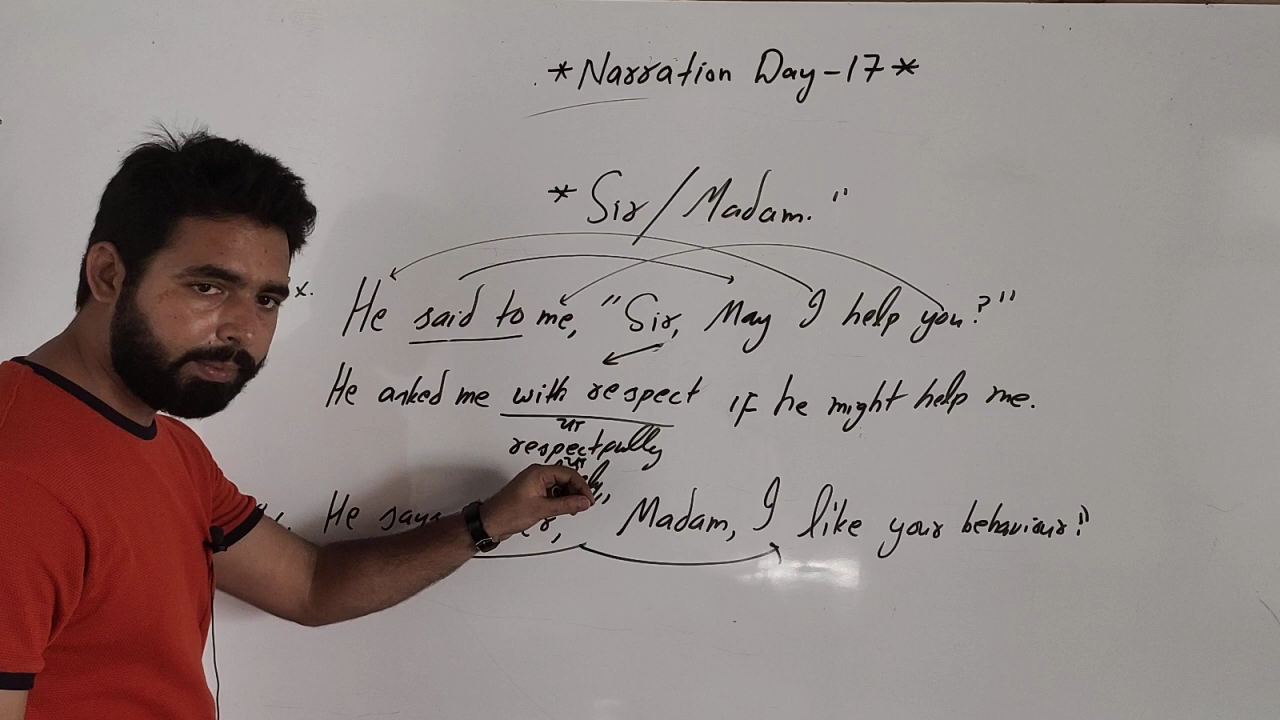 *Narration Day-17*
*Sir/Madam."
x. He said to me, "Sir, May I help you?"
He asked me with respect if he might help me.
या
respectfully
या
He says " Madam, I like your behaviour."